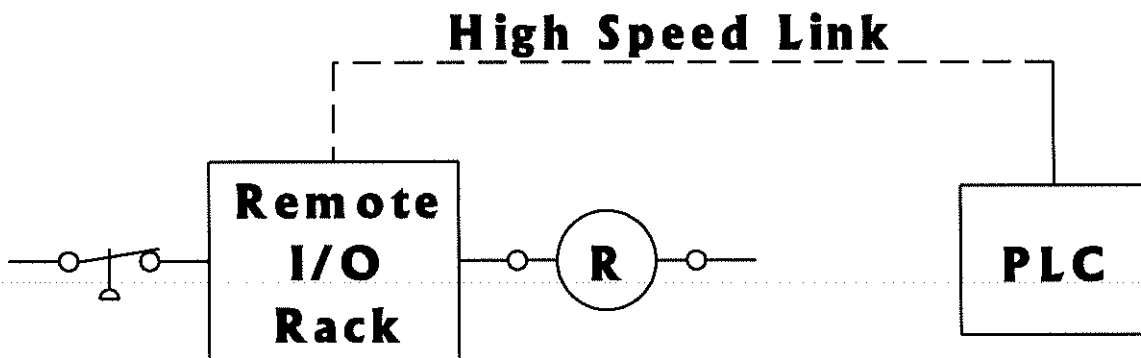 High Speed Link
Remote
I/O
Rack
R
PLC